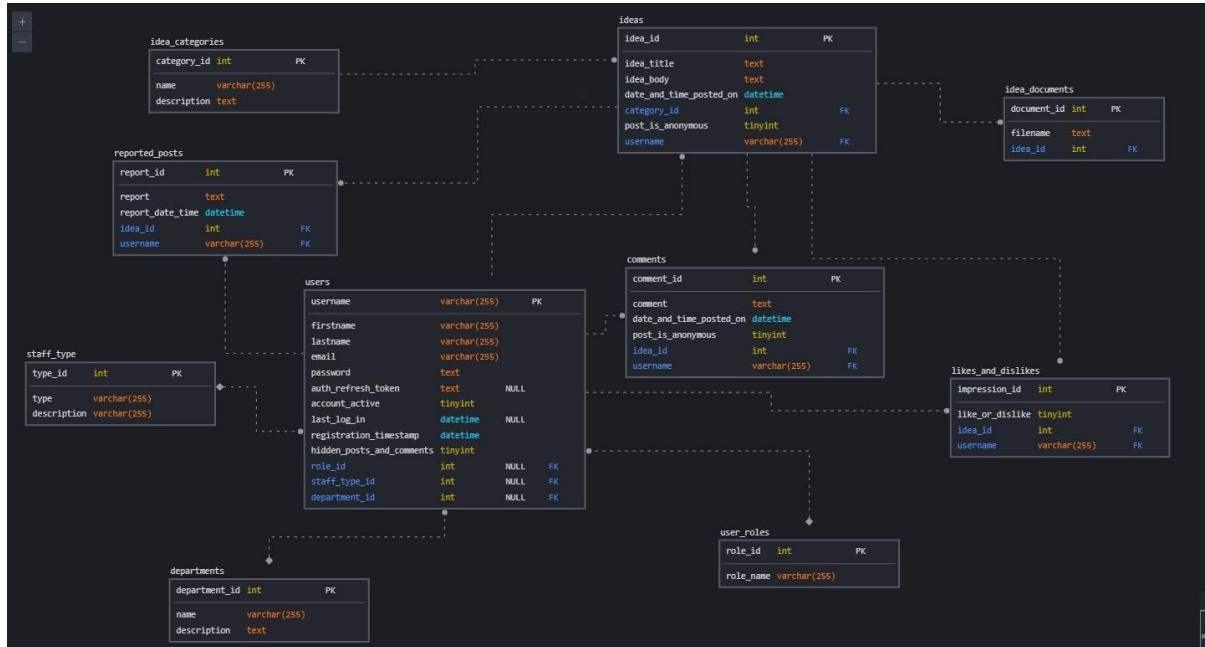 +
−
ideas
idea_id int PK
idea_title text
idea_body text
date_and_time_posted_on datetime
category_id int FK
post_is_anonymous tinyint
username varchar(255) FK
idea_categories
category_id int PK
name varchar(255)
description text
idea_documents
document_id int PK
filename text
idea_id int FK
reported_posts
report_id int PK
report text
report_date_time datetime
idea_id int FK
username varchar(255) FK
comments
comment_id int PK
comment text
date_and_time_posted_on datetime
post_is_anonymous tinyint
idea_id int FK
username varchar(255) FK
users
username varchar(255) PK
firstname varchar(255)
lastname varchar(255)
email varchar(255)
password text
auth_refresh_token text NULL
account_active tinyint
last_log_in datetime NULL
registration_timestamp datetime
hidden_posts_and_comments tinyint
role_id int NULL FK
staff_type_id int NULL FK
department_id int NULL FK
staff_type
type_id int PK
type varchar(255)
description varchar(255)
likes_and_dislikes
impression_id int PK
like_or_dislike tinyint
idea_id int FK
username varchar(255) FK
user_roles
role_id int PK
role_name varchar(255)
departments
department_id int PK
name varchar(255)
description text